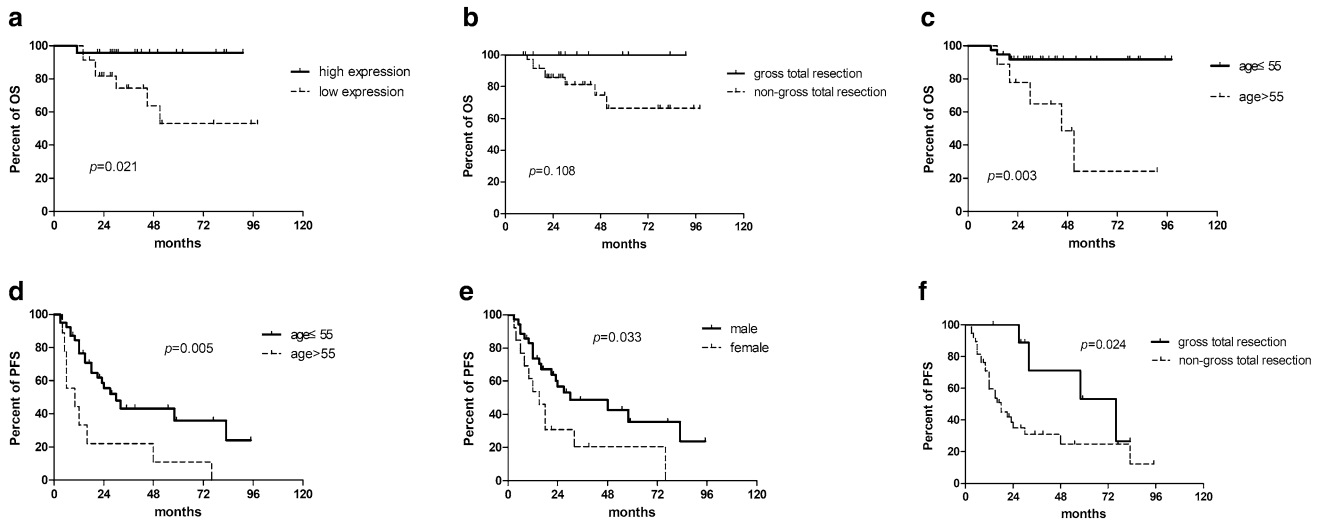 a
Percent of OS
100
80
60
40
20
0
0 24 48 72 96 120
months
high expression
low expression
p=0.021
b
Percent of OS
100
80
60
40
20
0
0 24 48 72 96 120
months
gross total resection
non-gross total resection
p=0.108
c
Percent of OS
100
80
60
40
20
0
0 24 48 72 96 120
months
age≤ 55
age>55
p=0.003
d
Percent of PFS
100
80
60
40
20
0
0 24 48 72 96 120
months
age≤ 55
age>55
p=0.005
e
Percent of PFS
100
80
60
40
20
0
0 24 48 72 96 120
months
male
female
p=0.033
f
Percent of PFS
100
80
60
40
20
0
0 24 48 72 96 120
months
gross total resection
non-gross total resection
p=0.024